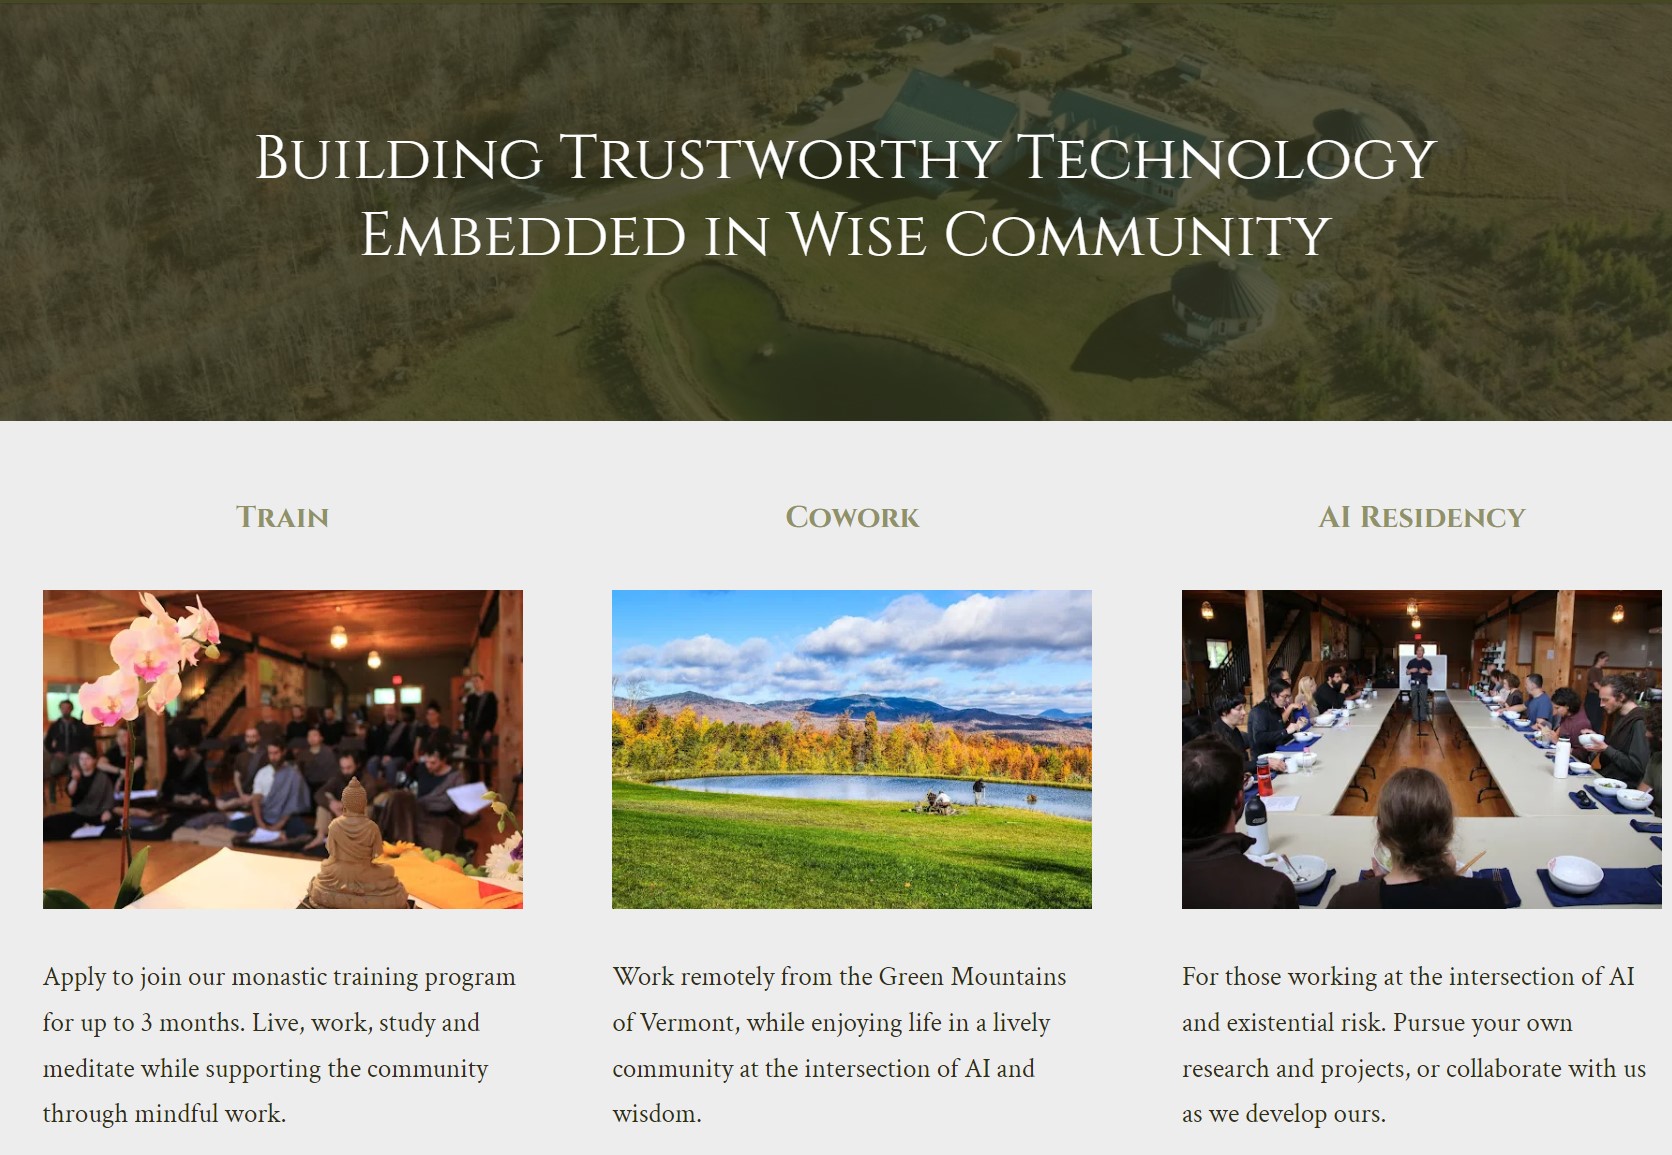 Building Trustworthy Technology
Embedded in Wise Community
Train
Cowork
AI Residency
Apply to join our monastic training program
for up to 3 months. Live, work, study and
meditate while supporting the community
through mindful work.
Work remotely from the Green Mountains
of Vermont, while enjoying life in a lively
community at the intersection of AI and
wisdom.
For those working at the intersection of AI
and existential risk. Pursue your own
research and projects, or collaborate with us
as we develop ours.